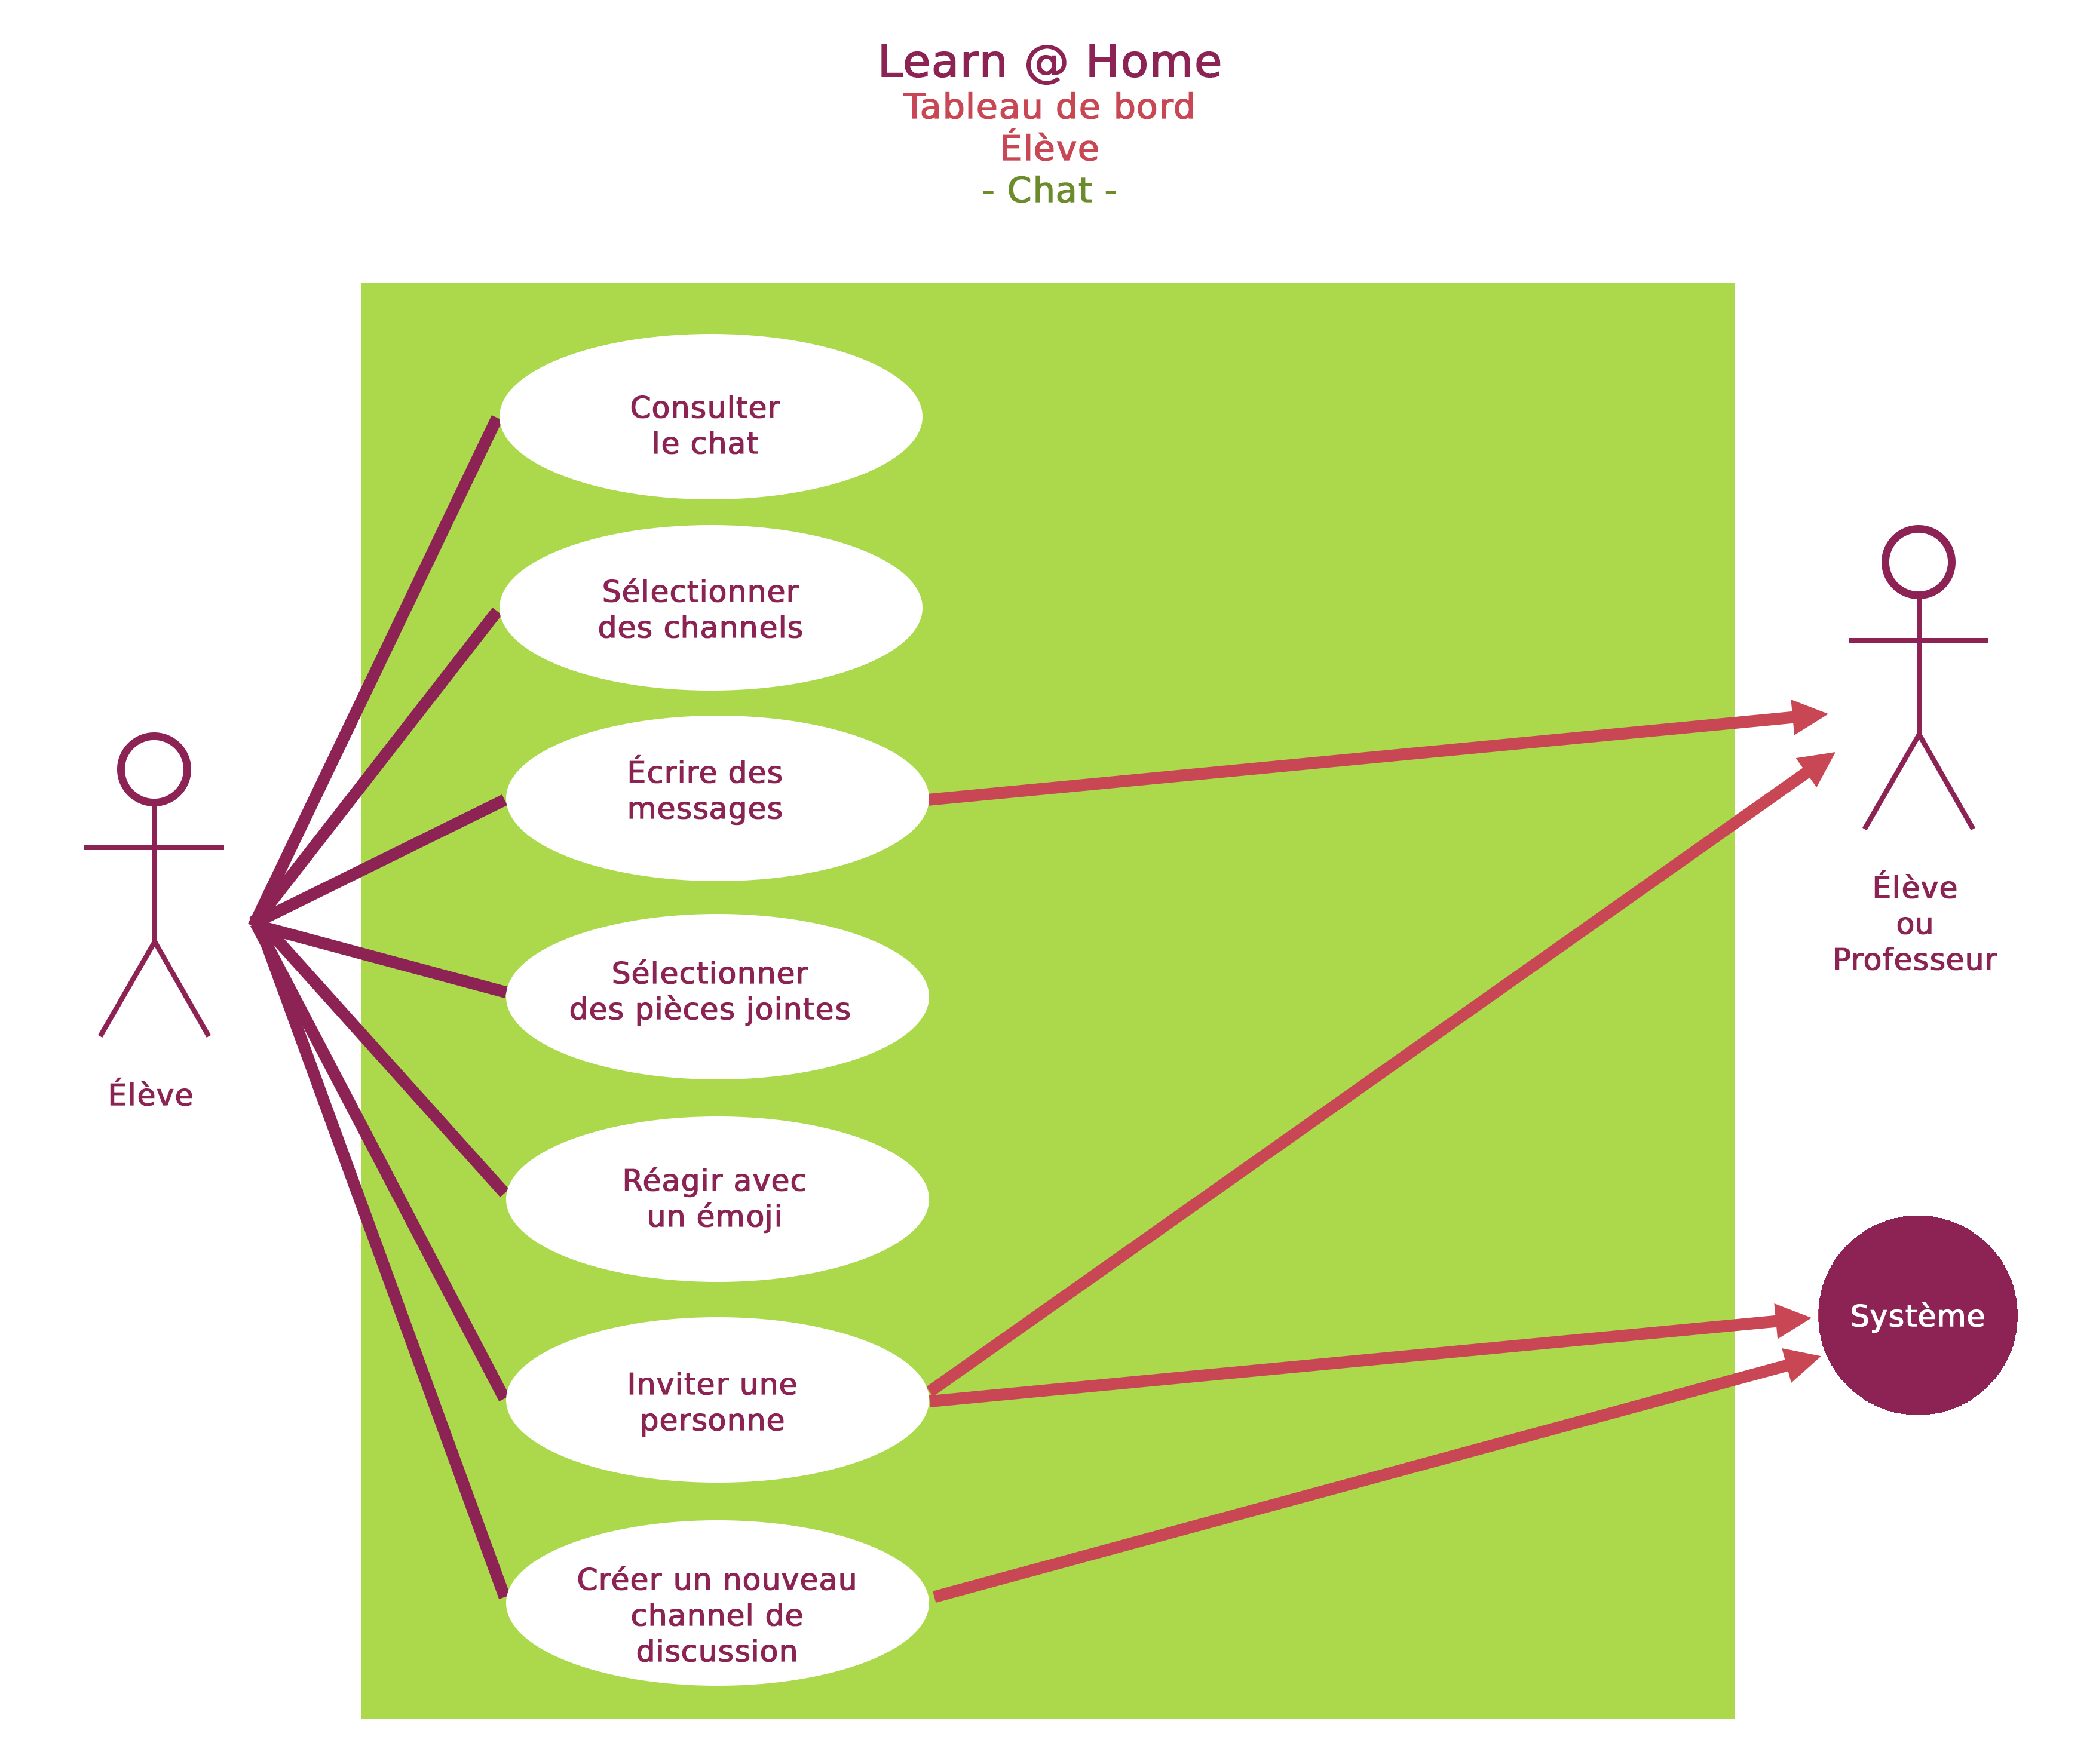 Learn @ Home
Tableau de bord
Élève
- Chat -
Consulter
le chat
Sélectionner
des channels
Écrire des
messages
Sélectionner
des pièces jointes
Réagir avec
un émoji
Inviter une
personne
Créer un nouveau
channel de
discussion
Élève
Élève
ou
Professeur
Système